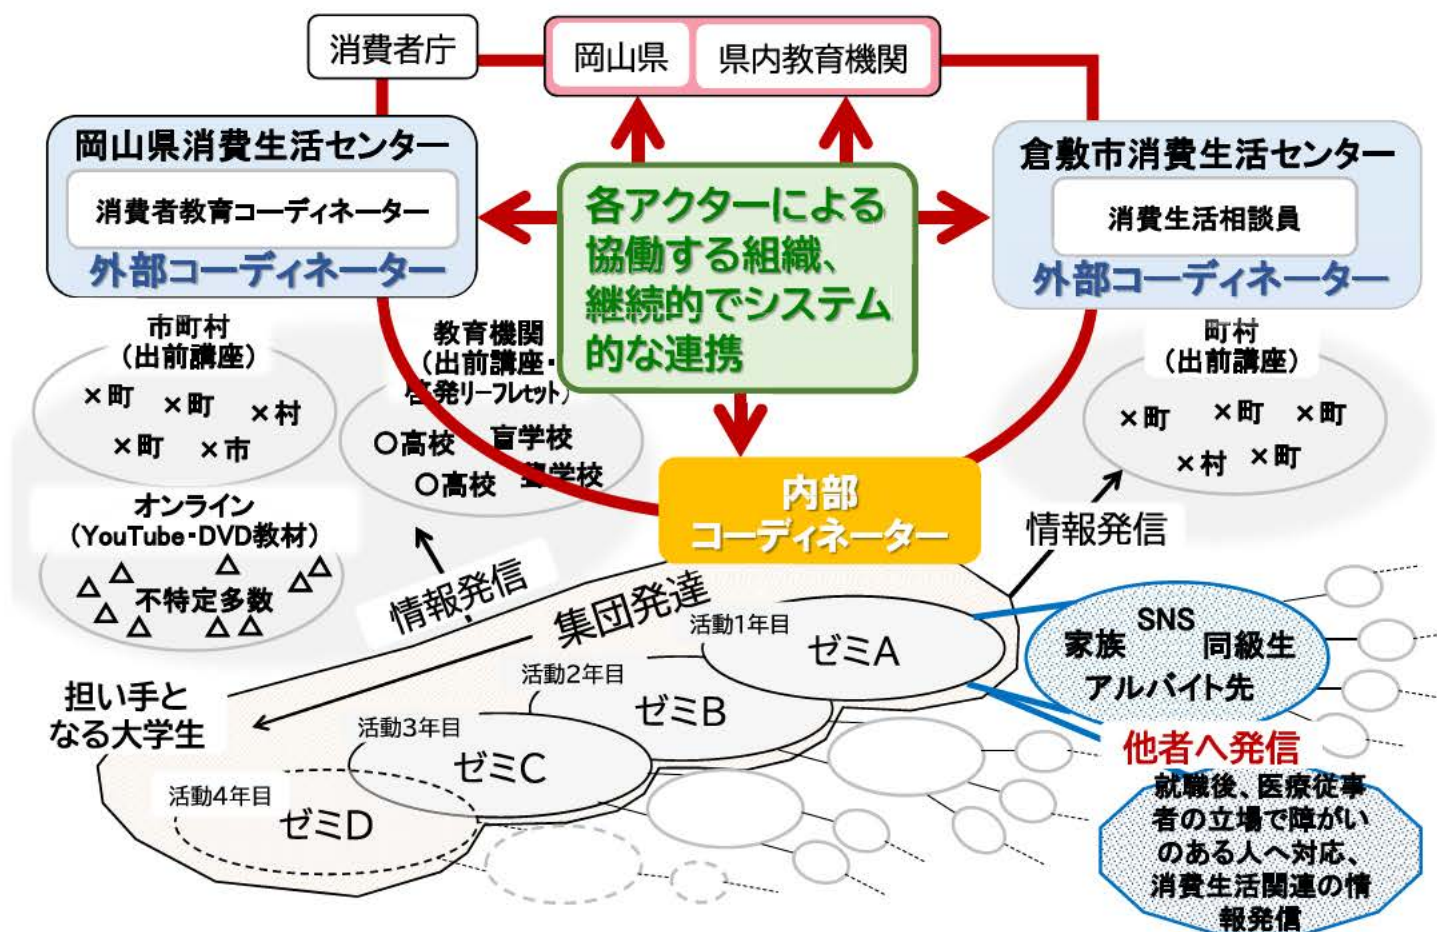 消費者庁
岡山県
県内教育機関
岡山県消費生活センター
消費者教育コーディネーター
外部コーディネーター
各アクターによる
協働する組織、
継続的でシステム
的な連携
倉敷市消費生活センター
消費生活相談員
外部コーディネーター
市町村
（出前講座）
×町
×町
×村
×町
×市
教育機関
（出前講座・
啓発リーフレット）
○高校
盲学校
○高校
聾学校
町村
（出前講座）
×町
×町
×町
×村
×町
オンライン
（YouTube・DVD教材）
不特定多数
内部
コーディネーター
情報発信
情報発信
集団発達
活動1年目
ゼミA
活動2年目
ゼミB
活動3年目
ゼミC
活動4年目
ゼミD
担い手と
なる大学生
SNS
家族
同級生
アルバイト先
他者へ発信
就職後、医療従事
者の立場で障がい
のある人へ対応、
消費生活関連の情
報発信